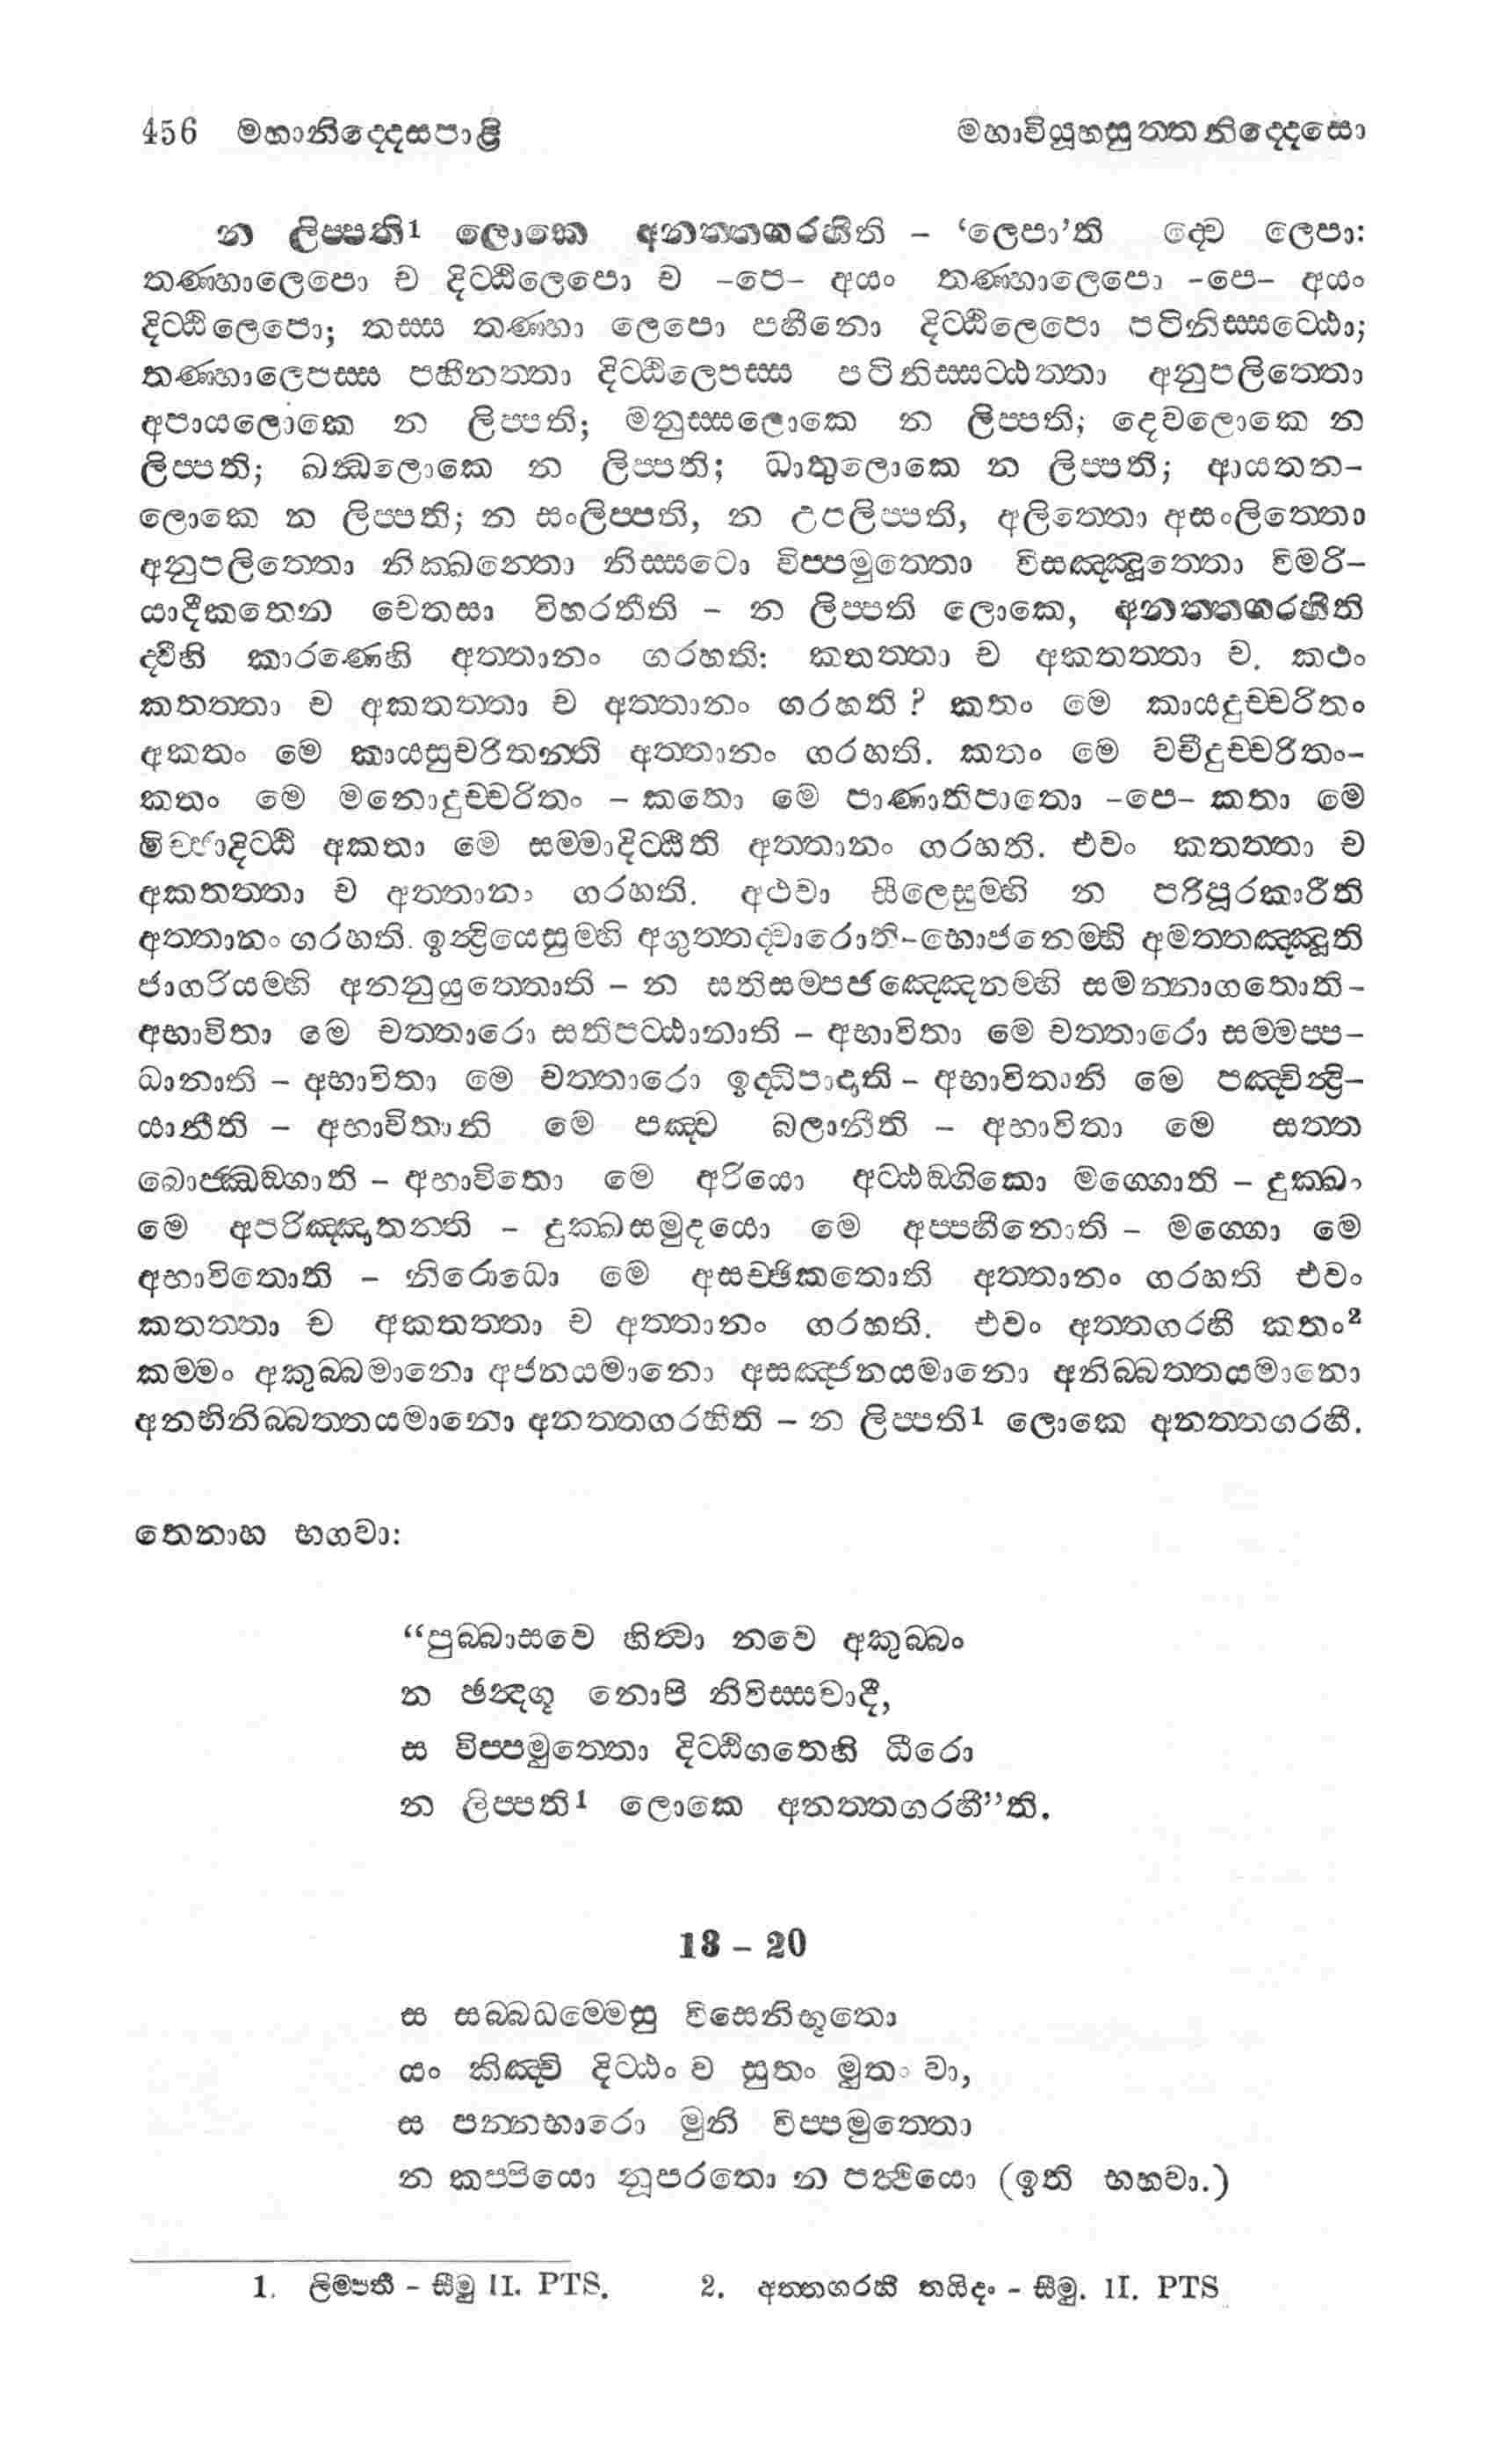 456 මහානිද්දෙසපාළි මහාවියූහසුත්තනිද්දෙසො
න ලිප්පති1 ලොකෙ අනත්තගරහීති – ‘ලෙපා’ති ද්වෙ ලෙපා:
තණ්හාලෙපො ච දිට්ඨිලෙපො ච -පෙ- අයං තණ්හාලෙපො -පෙ- අයං
දිට්ඨිලෙපො; තස්ස තණ්හා ලෙපො පහීනො දිට්ඨිලෙපො පටිනිස්සට්ඨො;
තණ්හාලෙපස්ස පහීනත්තා දිට්ඨිලෙපස්ස පටිනිස්සට්ඨත්තා අනුපලිත්තො
අපායලොකෙ න ලිප්පති; මනුස්සලොකෙ න ලිප්පති; දෙවලොකෙ න
ලිප්පති; ඛන්ධලොකෙ න ලිප්පති; ධාතුලොකෙ න ලිප්පති; ආයතන-
ලොකෙ න ලිප්පති; න සංලිප්පති, න උපලිප්පති, අලිත්තො අසංලිත්තො
අනුපලිත්තො නික්ඛන්තො නිස්සටො විප්පමුත්තො විසඤ්ඤුත්තො විමරි-
යාදීකතෙන චෙතසා විහරතීති – න ලිප්පති ලොකෙ, අනත්තගරහීති
ද්වීහි කාරණෙහි අත්තානං ගරහති: කතත්තා ච අකතත්තා ච. කථං
කතත්තා ච අකතත්තා ච අත්තානං ගරහති? කතං මෙ කායදුච්චරිතං
අකතං මෙ කායසුචරිතන්ති අත්තානං ගරහති. කතං මෙ වචීදුච්චරිතං-
කතං මෙ මනොදුච්චරිතං – කතො මෙ පාණාතිපාතො -පෙ- කතා මෙ
මිච්ඡාදිට්ඨි අකතා මෙ සම්මාදිට්ඨීති අත්තානං ගරහති. එවං කතත්තා ච
අකතත්තා ච අත්තානං ගරහති. අථවා සීලෙසුම්හි න පරිපූරකාරීති
අත්තානං ගරහති. ඉන්ද්‍රියෙසුම්හි අගුත්තද්වාරොති-භොජනෙම්හි අමත්තඤ්ඤූති
ජාගරියම්හි අනනුයුත්තොති – න සතිසම්පජඤ්ඤෙනම්හි සමන්නාගතොති-
අභාවිතා මෙ චත්තාරො සතිපට්ඨානාති – අභාවිතා මෙ චත්තාරො සම්මප්ප-
ධානාති – අභාවිතා මෙ චත්තාරො ඉද්ධිපාදාති – අභාවිතානි මෙ පඤ්චින්ද්‍රි-
යානීති – අභාවිතානි මෙ පඤ්ච බලානීති – අභාවිතා මෙ සත්ත
බොජ්ඣඞ්ගාති – අභාවිතො මෙ අරියො අට්ඨඞ්ගිකො මග්ගොති – දුක්ඛං
මෙ අපරිඤ්ඤාතන්ති – දුක්ඛසමුදයො මෙ අප්පහීනොති – මග්ගො මෙ
අභාවිතොති – නිරොධො මෙ අසච්ඡිකතොති අත්තානං ගරහති එවං
කතත්තා ච අකතත්තා ච අත්තානං ගරහති. එවං අත්තගරහී කතං2
කම්මං අකුබ්බමානො අජනයමානො අසඤ්ජනයමානො අනිබ්බත්තයමානො
අනභිනිබ්බත්තයමානො අනත්තගරහීති – න ලිප්පති1 ලොකෙ අනත්තගරහී.
තෙනාහ භගවා:
“පුබ්බාසවෙ හිත්වා නවෙ අකුබ්බං
න ඡන්දගූ නොපි නිවිස්සවාදී,
ස විප්පමුත්තො දිට්ඨිගතෙහි ධීරො
න ලිප්පති1 ලොකෙ අනත්තගරහී”ති.
13 – 20
ස සබ්බධම්මෙසු විසෙනිභූතො
යං කිඤ්චි දිට්ඨං ව සුතං මුතං වා,
ස පන්නභාරො මුනි විප්පමුත්තො
න කප්පියො නූපරතො න පත්ථියො (ඉති භහවා.)
1. ලිම්පතී – සීමු II. PTS. 2. අත්තගරහී තයිදං – සීමු. II. PTS